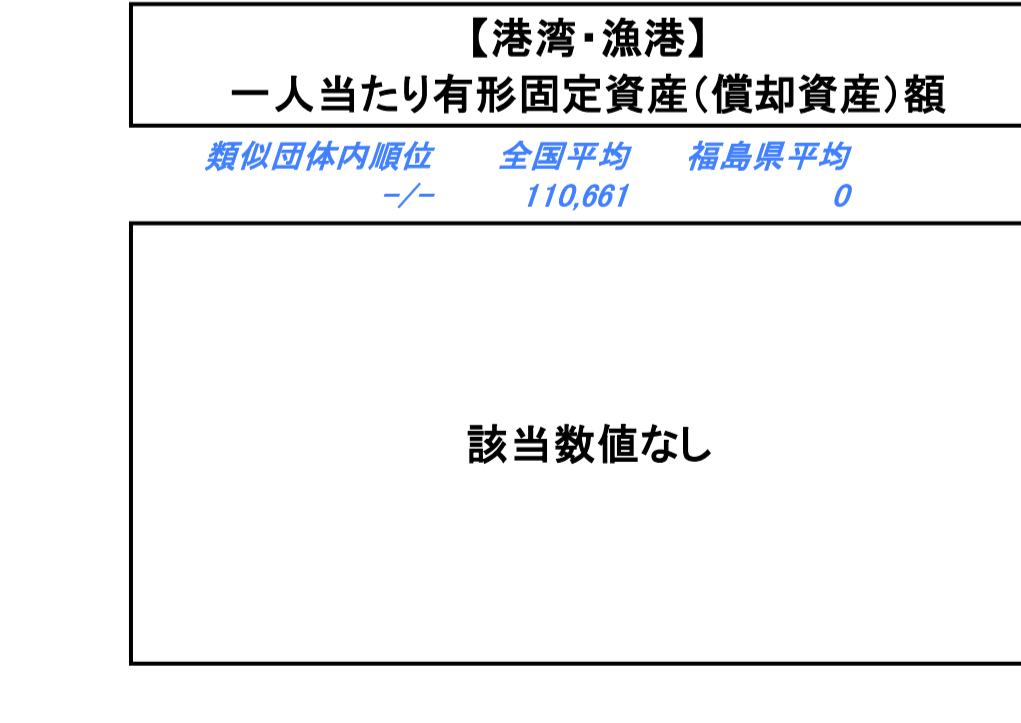 【港湾・漁港】
一人当たり有形固定資産(償却資産)額
類似団体内順位 全国平均 福島県平均
-/- 110,661 0
該当数値なし